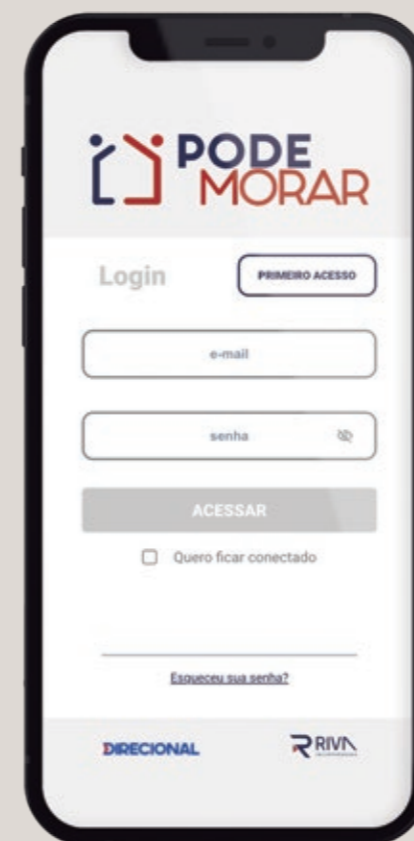 PODE
MORAR
Login
PRIMEIRO ACESSO
e-mail
senha
ACESSAR
Quero ficar conectado
Esqueceu sua senha?
DIRECIONAL
RIVA